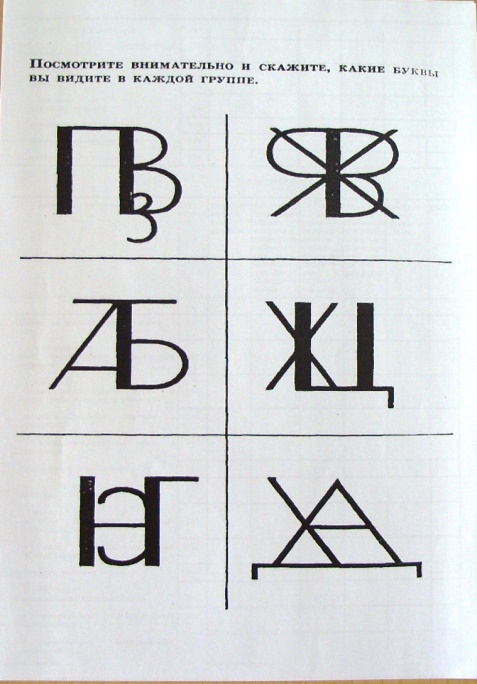 ПОСМОТРИТЕ ВНИМАТЕЛЬНО И СКАЖИТЕ, КАКИЕ БУКВЫ
ВЫ ВИДИТЕ В КАЖДОЙ ГРУППЕ.